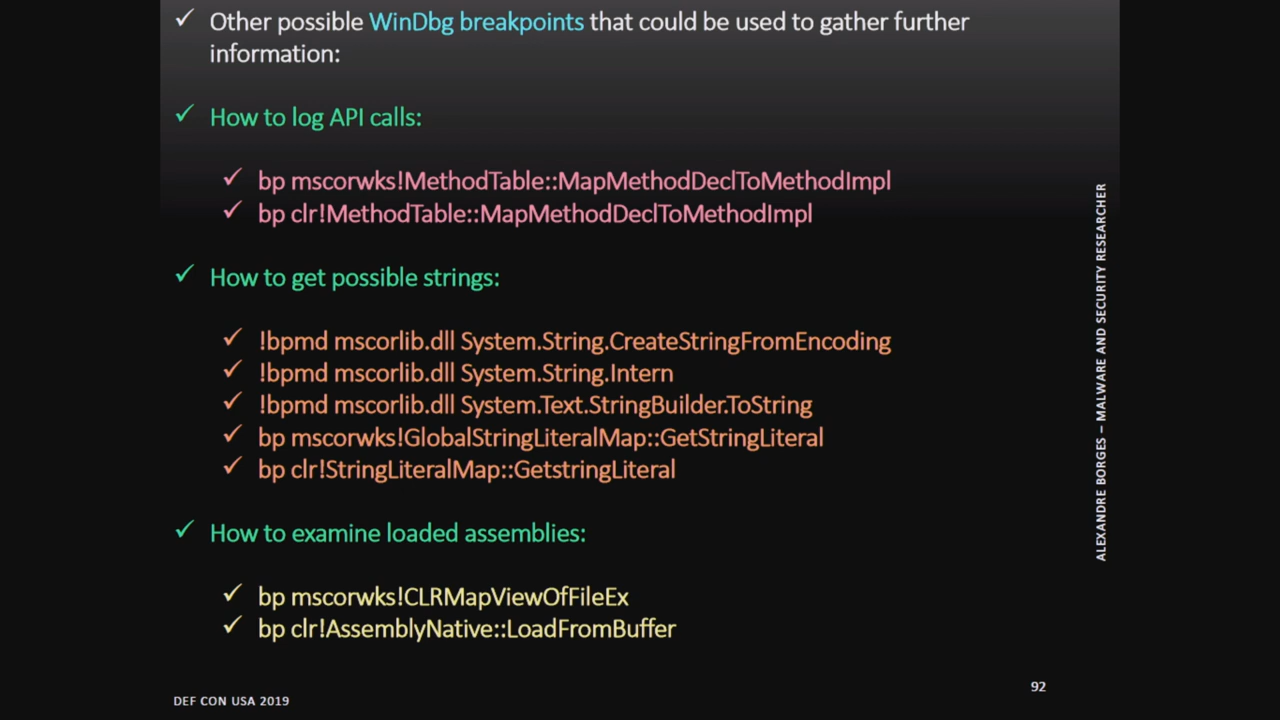 ✓ Other possible WinDbg breakpoints that could be used to gather further
information:
✓ How to log API calls:
✓ bp mscorwks!MethodTable::MapMethodDeclToMethodImpl
✓ bp clr!MethodTable::MapMethodDeclToMethodImpl
✓ How to get possible strings:
✓ !bpmd mscorlib.dll System.String.CreateStringFromEncoding
✓ !bpmd mscorlib.dll System.String.Intern
✓ !bpmd mscorlib.dll System.Text.StringBuilder.ToString
✓ bp mscorwks!GlobalStringLiteralMap::GetStringLiteral
✓ bp clr!StringLiteralMap::GetstringLiteral
✓ How to examine loaded assemblies:
✓ bp mscorwks!CLRMapViewOfFileEx
✓ bp clr!AssemblyNative::LoadFromBuffer
ALEXANDRE BORGES – MALWARE AND SECURITY RESEARCHER
DEF CON USA 2019
92